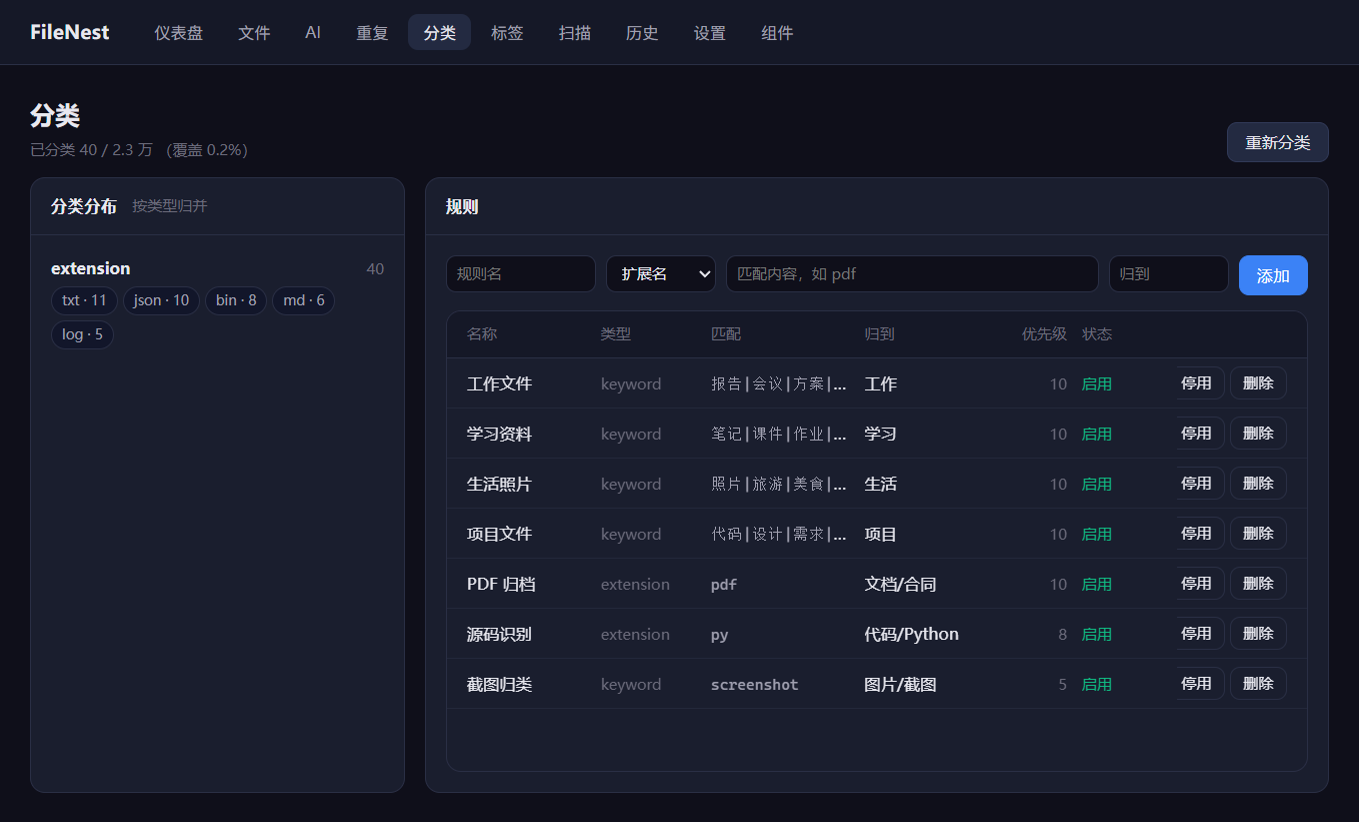 FileNest 仪表盘 文件 AI 重复 分类 标签 扫描 历史 设置 组件
分类
已分类 40 / 2.3 万 (覆盖 0.2%)
重新分类
分类分布 按类型归并
extension 40
txt · 11 json · 10 bin · 8 md · 6
log · 5
规则
规则名 扩展名 匹配内容，如 pdf 归到 添加
名称 类型 匹配 归到 优先级 状态
工作文件 keyword 报告|会议|方案|... 工作 10 启用 停用 删除
学习资料 keyword 笔记|课件|作业|... 学习 10 启用 停用 删除
生活照片 keyword 照片|旅游|美食|... 生活 10 启用 停用 删除
项目文件 keyword 代码|设计|需求|... 项目 10 启用 停用 删除
PDF 归档 extension pdf 文档/合同 10 启用 停用 删除
源码识别 extension py 代码/Python 8 启用 停用 删除
截图归类 keyword screenshot 图片/截图 5 启用 停用 删除